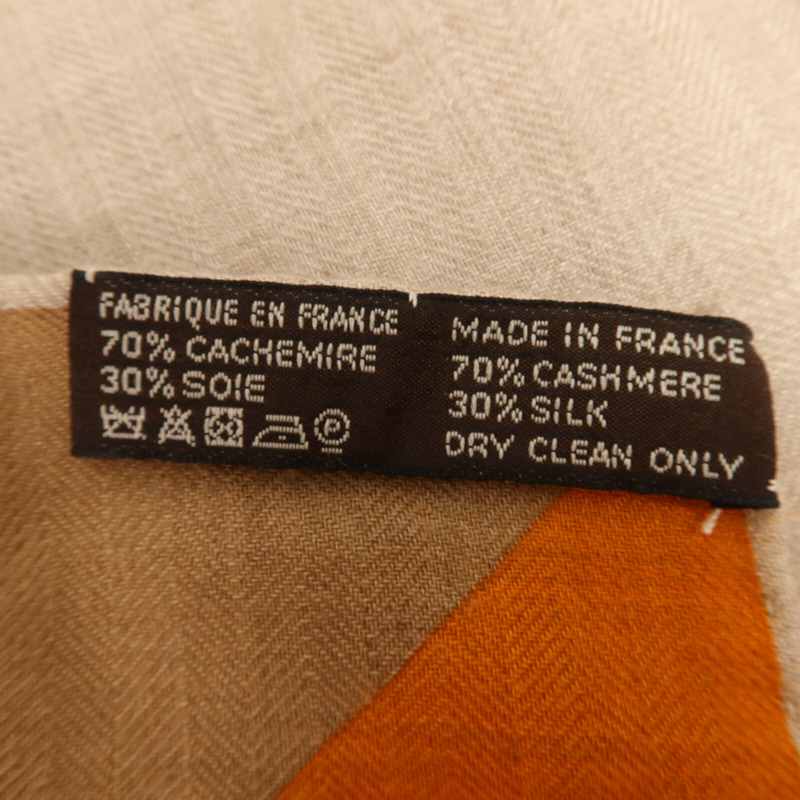 FABRIQUE EN FRANCE
70% CACHEMIRE
30% SOIE
P
MADE IN FRANCE
70% CASHMERE
30% SILK
DRY CLEAN ONLY